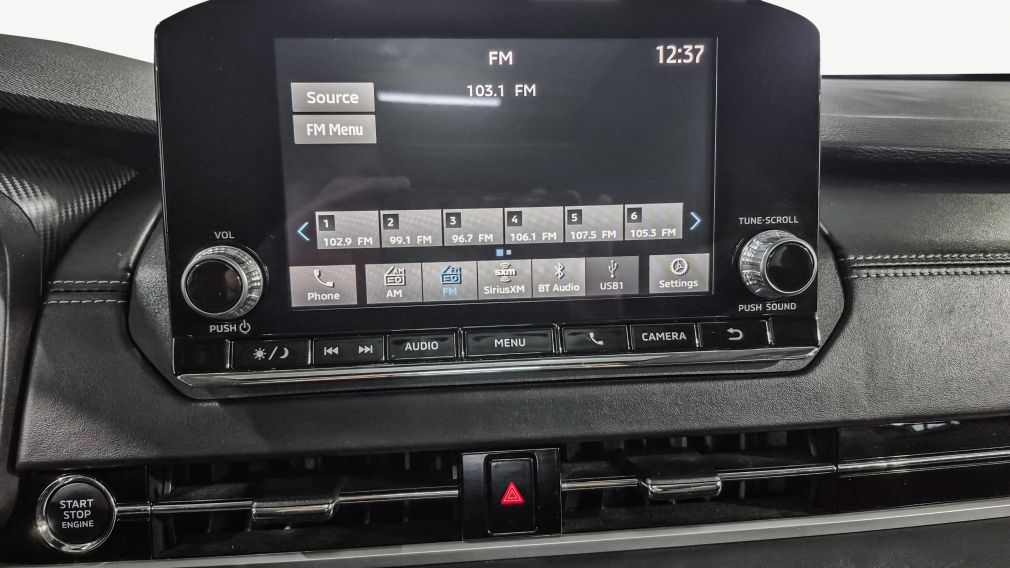 FM
12:37
103.1 FM
Source
FM Menu
1
102.9 FM
2
99.1 FM
3
96.7 FM
4
106.1 FM
5
107.5 FM
6
105.3 FM
Phone
AM
AM
FM
sxm
SiriusXM
BT Audio
USB1
Settings
VOL
PUSH
TUNE·SCROLL
PUSH SOUND
AUDIO
MENU
CAMERA
START
STOP
ENGINE